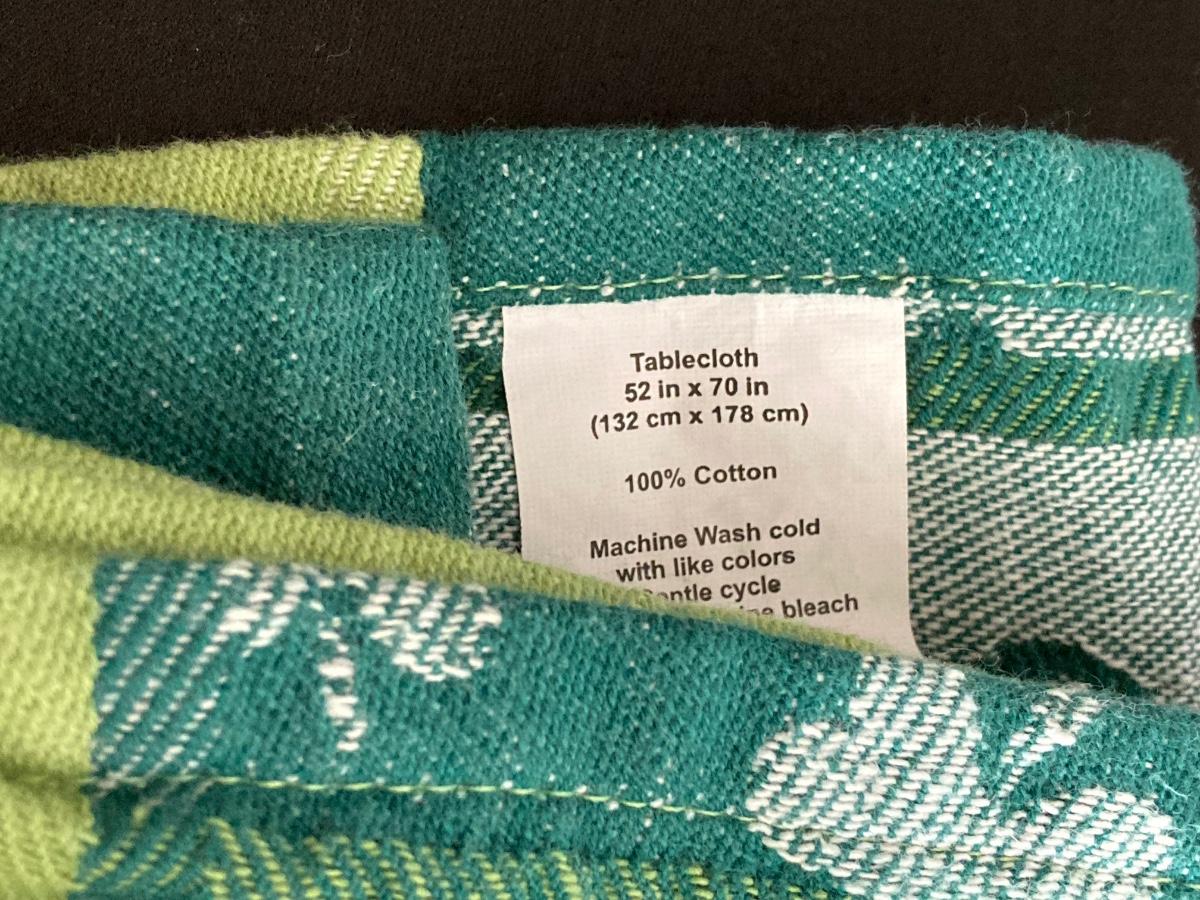 Tablecloth
52 in x 70 in
(132 cm x 178 cm)
100% Cotton
Machine Wash cold
with like colors
cycle
bleach